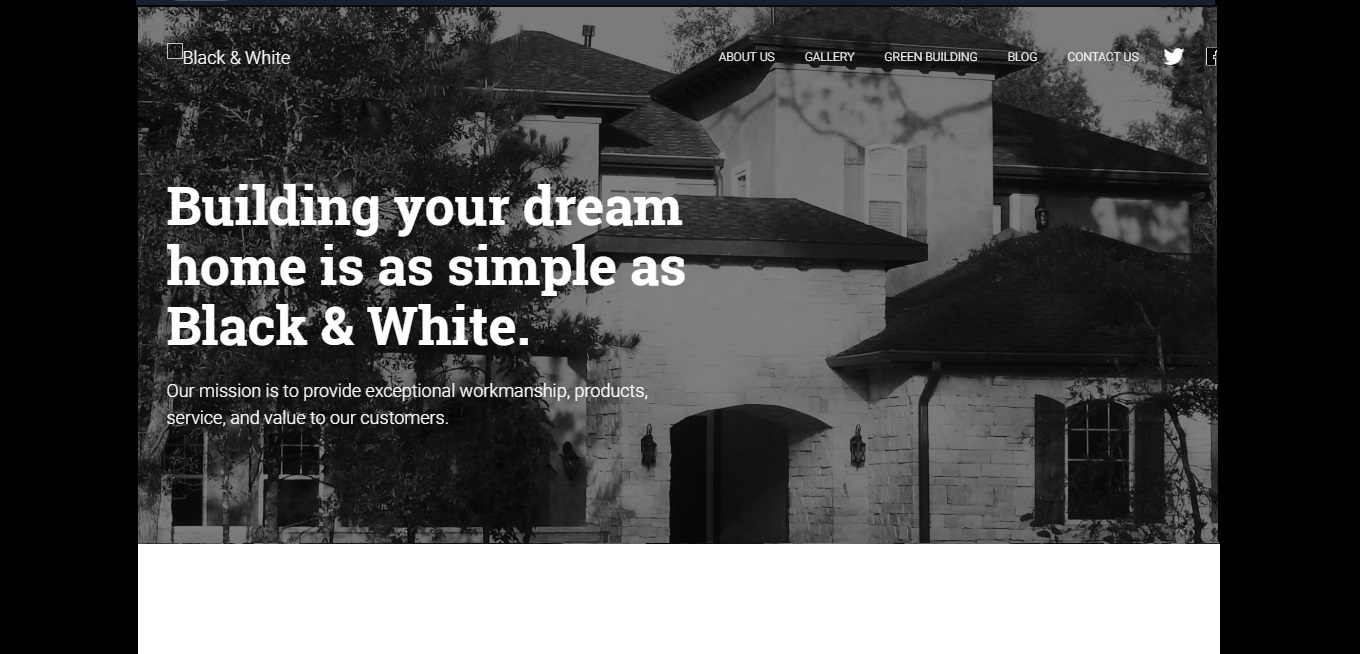 Black & White
ABOUT US GALLERY GREEN BUILDING BLOG CONTACT US
Building your dream
home is as simple as
Black & White.
Our mission is to provide exceptional workmanship, products,
service, and value to our customers.